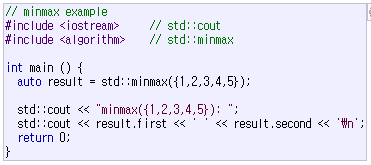 // minmax example
#include <iostream>     // std::cout
#include <algorithm>    // std::minmax

int main () {
  auto result = std::minmax({1,2,3,4,5});

  std::cout << "minmax({1,2,3,4,5}): ";
  std::cout << result.first << ' ' << result.second << '₩n';
  return 0;
}